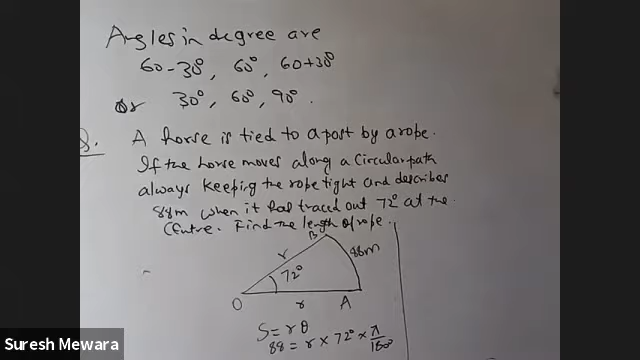 Angles in degree are
60 - 30°, 60°, 60 + 30°
Or 30°, 60°, 90°.
Q. A horse is tied to a post by a rope.
If the horse moves along a circular path
always keeping the rope tight and describes
88m when it has traced out 72° at the
Centre. Find the length of rope.
B
r 88m
72°
O r A
S = r θ
88 = r × 72° × π/180°
Suresh Mewara